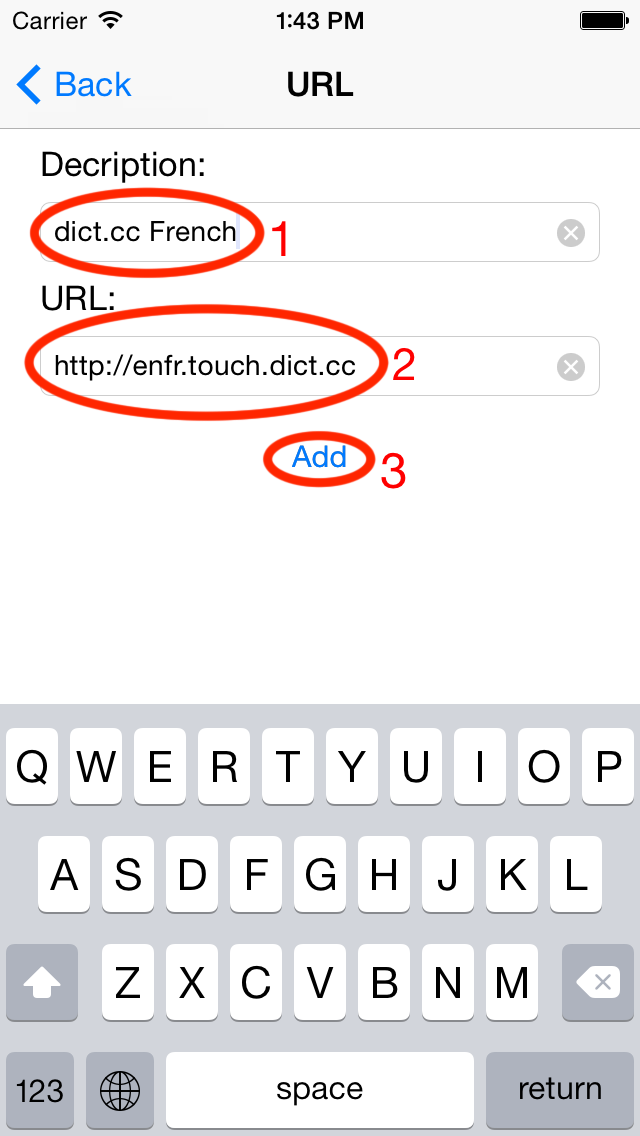 Carrier 1:43 PM
Back URL
Decription:
dict.cc French 1
URL:
http://enfr.touch.dict.cc 2
Add 3
Q W E R T Y U I O P
A S D F G H J K L
Z X C V B N M
123 space return